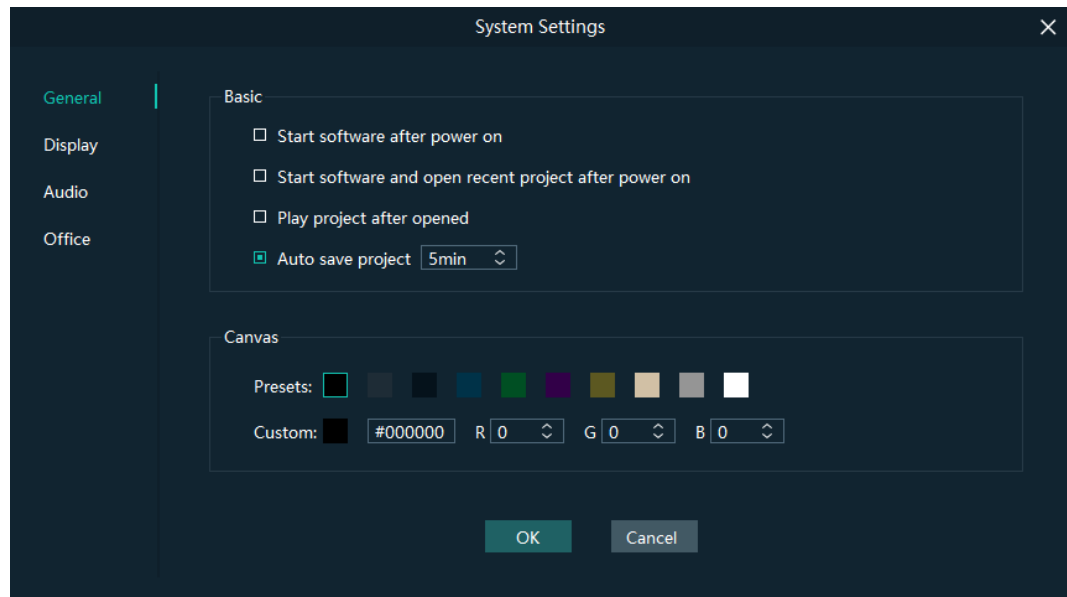 System Settings
General
Display
Audio
Office
Basic
Start software after power on
Start software and open recent project after power on
Play project after opened
Auto save project 5min
Canvas
Presets:
Custom: #000000 R 0 G 0 B 0
OK Cancel